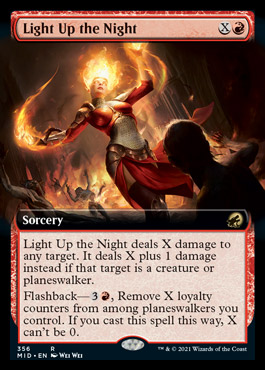 Light Up the Night X R
Sorcery
Light Up the Night deals X damage to
any target. It deals X plus 1 damage
instead if that target is a creature or
planeswalker.
Flashback—3 R, Remove X loyalty
counters from among planeswalkers you
control. If you cast this spell this way, X
can't be 0.
356 R
MID • EN Wei Wei ™ & © 2021 Wizards of the Coast